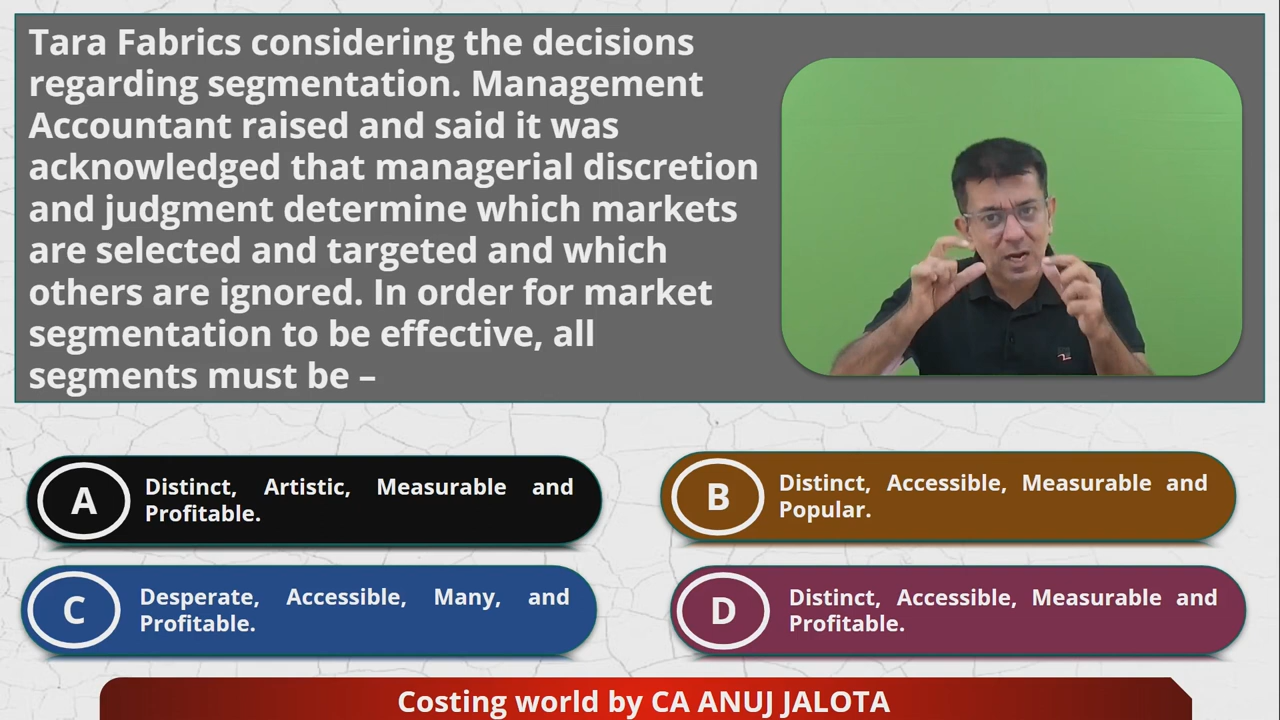 Tara Fabrics considering the decisions
regarding segmentation. Management
Accountant raised and said it was
acknowledged that managerial discretion
and judgment determine which markets
are selected and targeted and which
others are ignored. In order for market
segmentation to be effective, all
segments must be –
A
Distinct, Artistic, Measurable and
Profitable.
B
Distinct, Accessible, Measurable and
Popular.
C
Desperate, Accessible, Many, and
Profitable.
D
Distinct, Accessible, Measurable and
Profitable.
Costing world by CA ANUJ JALOTA